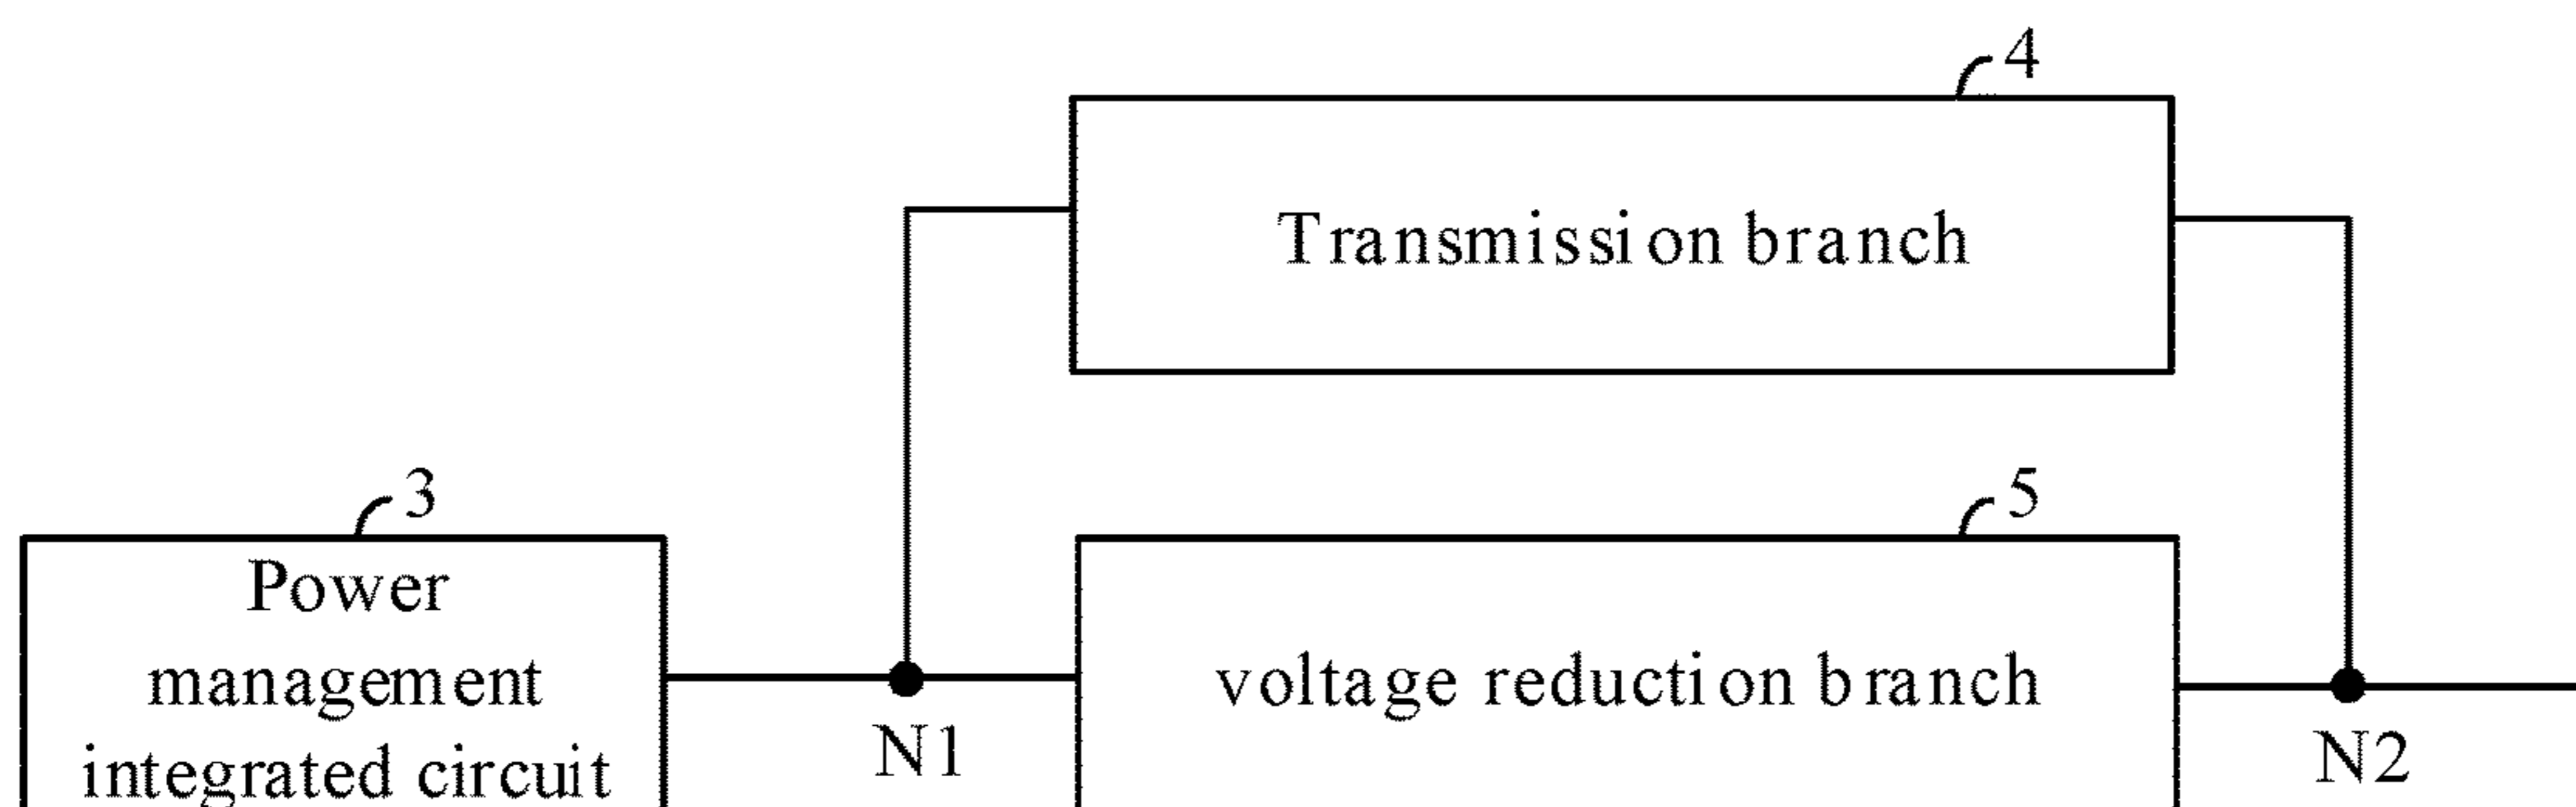 4
Transmission branch
3
5
Power
management
integrated circuit
voltage reduction branch
N1
N2